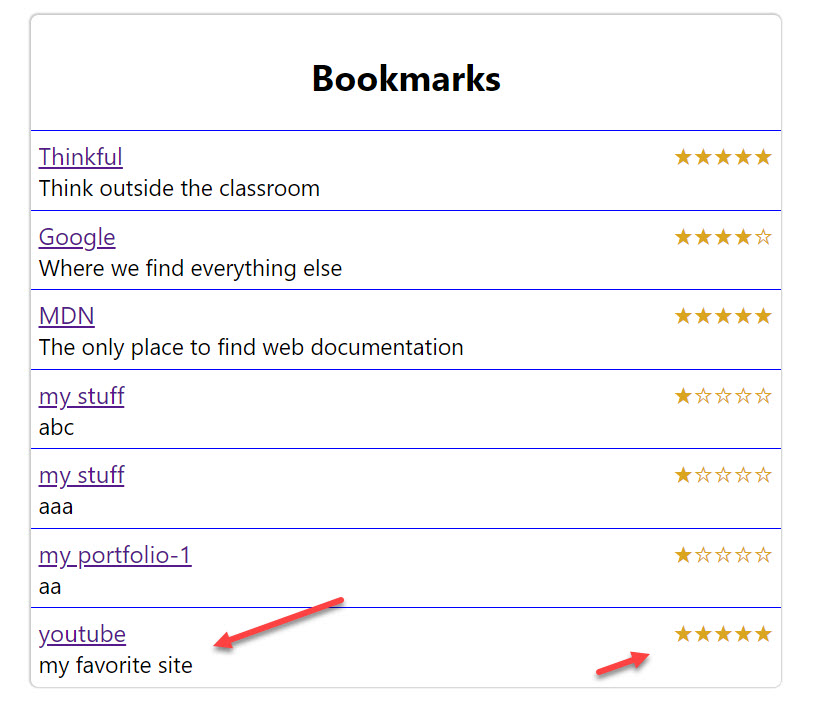 Bookmarks
Thinkful ★★★★★
Think outside the classroom
Google ★★★★☆
Where we find everything else
MDN ★★★★★
The only place to find web documentation
my stuff ★☆☆☆☆
abc
my stuff ★☆☆☆☆
aaa
my portfolio-1 ★☆☆☆☆
aa
youtube ★★★★★
my favorite site